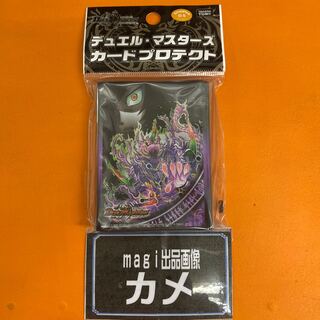 デュエル・マスターズ
カードプロテクト
magi出品画像
カメ